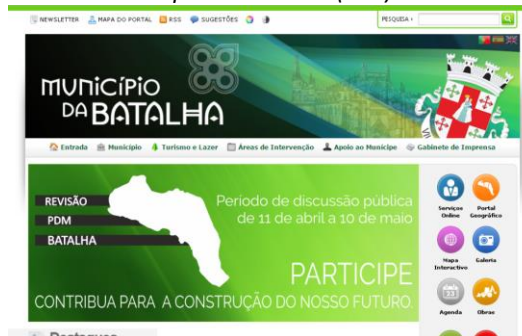 NEWSLETTER MAPA DO PORTAL RSS SUGESTÕES PESQUISA
MUNICÍPIO
DA BATALHA
Entrada Município Turismo e Lazer Áreas de Intervenção Apoio ao Munícipe Gabinete de Imprensa
REVISÃO
PDM
BATALHA
Período de discussão pública
de 11 de abril a 10 de maio
PARTICIPE
CONTRIBUA PARA A CONSTRUÇÃO DO NOSSO FUTURO.
Serviços Online
Portal Geográfico
Mapa Interactivo
Galeria
Agenda
Obras